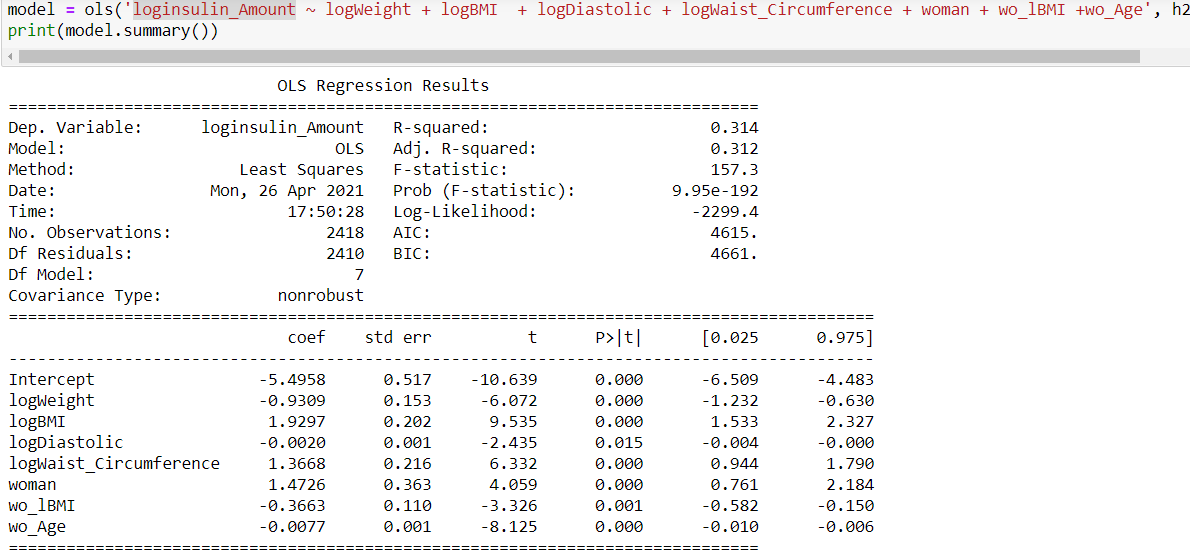 model = ols('loginsulin_Amount ~ logWeight + logBMI  + logDiastolic + logWaist_Circumference + woman + wo_lBMI +wo_Age', h2
print(model.summary())
                            OLS Regression Results
==============================================================================
Dep. Variable:      loginsulin_Amount   R-squared:                       0.314
Model:                            OLS   Adj. R-squared:                  0.312
Method:                 Least Squares   F-statistic:                     157.3
Date:                Mon, 26 Apr 2021   Prob (F-statistic):          9.95e-192
Time:                        17:50:28   Log-Likelihood:                -2299.4
No. Observations:                2418   AIC:                             4615.
Df Residuals:                    2410   BIC:                             4661.
Df Model:                           7
Covariance Type:            nonrobust
==========================================================================================
                             coef    std err          t      P>|t|      [0.025      0.975]
------------------------------------------------------------------------------------------
Intercept                 -5.4958      0.517    -10.639      0.000      -6.509      -4.483
logWeight                 -0.9309      0.153     -6.072      0.000      -1.232      -0.630
logBMI                     1.9297      0.202      9.535      0.000       1.533       2.327
logDiastolic              -0.0020      0.001     -2.435      0.015      -0.004      -0.000
logWaist_Circumference     1.3668      0.216      6.332      0.000       0.944       1.790
woman                      1.4726      0.363      4.059      0.000       0.761       2.184
wo_lBMI                   -0.3663      0.110     -3.326      0.001      -0.582      -0.150
wo_Age                    -0.0077      0.001     -8.125      0.000      -0.010      -0.006
==============================================================================